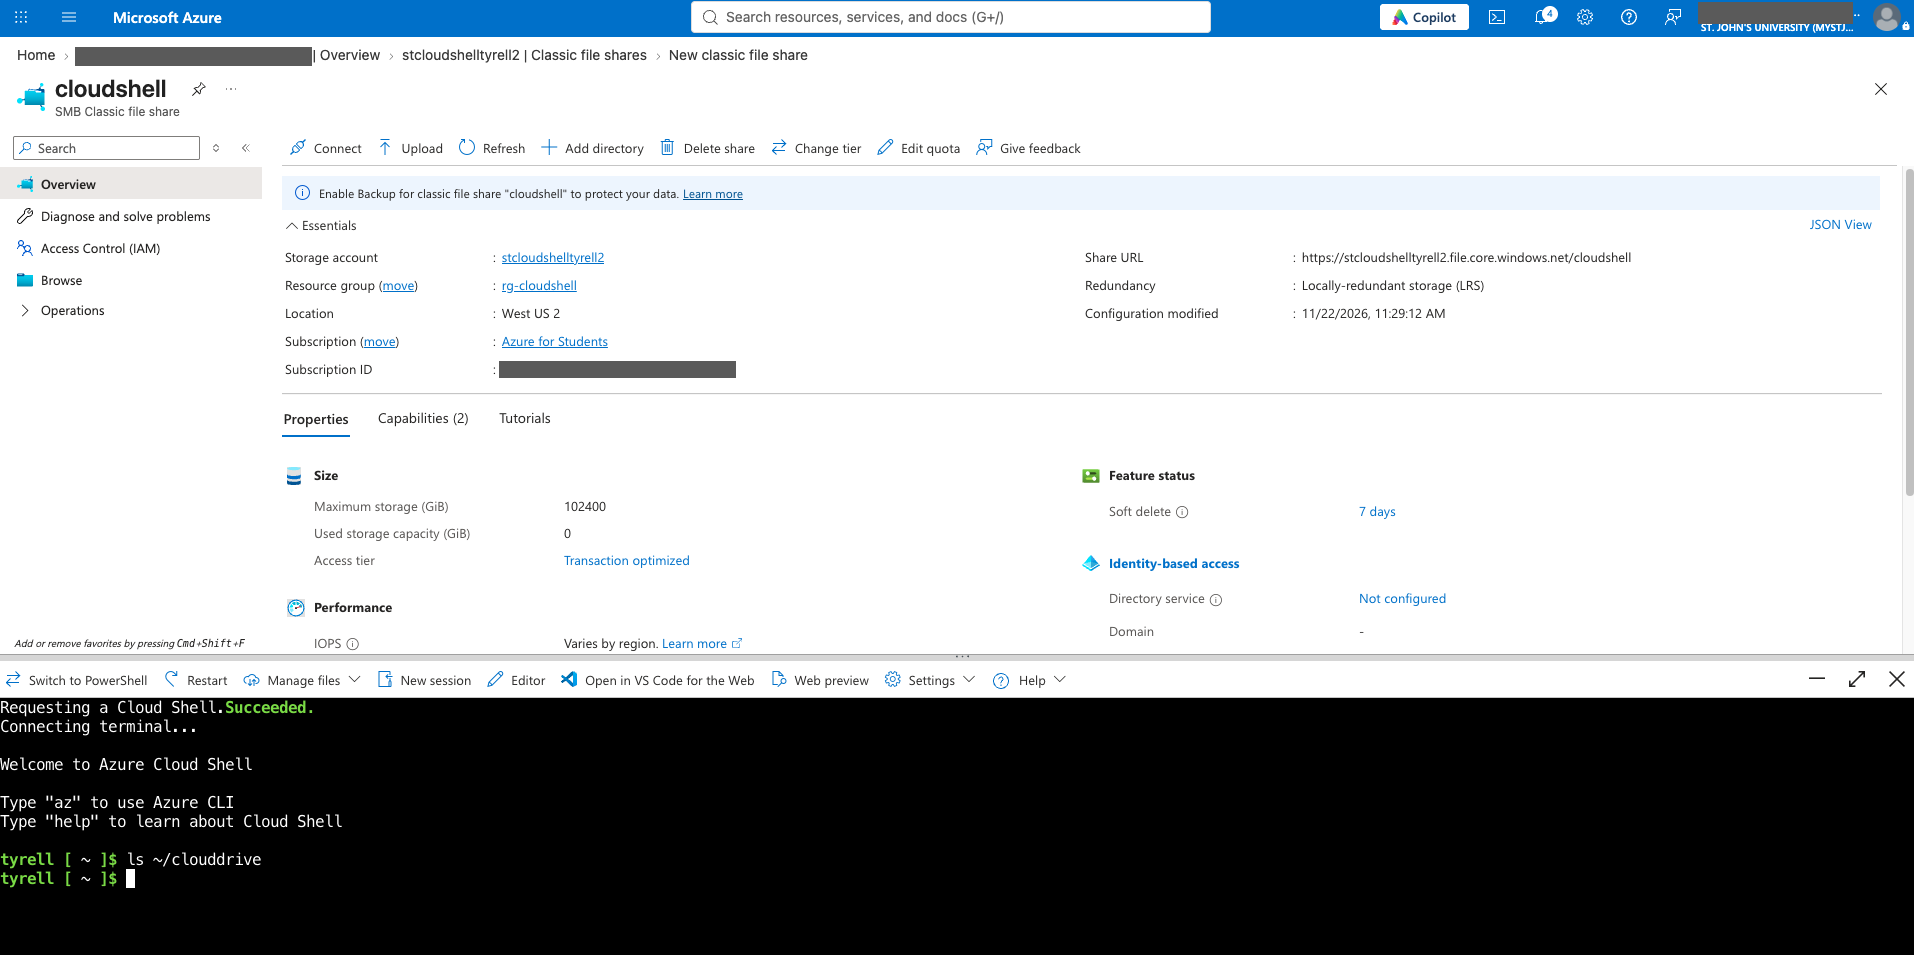 Microsoft Azure
Search resources, services, and docs (G+/)
Copilot
4
...
ST. JOHN'S UNIVERSITY (MYSTJ...
Home > | Overview > stcloudshelltyrell2 | Classic file shares > New classic file share
cloudshell
...
SMB Classic file share
Search
«
Connect
Upload
Refresh
Add directory
Delete share
Change tier
Edit quota
Give feedback
Overview
Diagnose and solve problems
Access Control (IAM)
Browse
Operations
Add or remove favorites by pressing Cmd+Shift+F
Enable Backup for classic file share "cloudshell" to protect your data. Learn more
Essentials
JSON View
Storage account : stcloudshelltyrell2
Resource group (move) : rg-cloudshell
Location : West US 2
Subscription (move) : Azure for Students
Subscription ID :
Share URL : https://stcloudshelltyrell2.file.core.windows.net/cloudshell
Redundancy : Locally-redundant storage (LRS)
Configuration modified : 11/22/2026, 11:29:12 AM
Properties
Capabilities (2)
Tutorials
Size
Maximum storage (GiB) 102400
Used storage capacity (GiB) 0
Access tier Transaction optimized
Performance
IOPS Varies by region. Learn more
Feature status
Soft delete 7 days
Identity-based access
Directory service Not configured
Domain -
Switch to PowerShell
Restart
Manage files
New session
Editor
Open in VS Code for the Web
Web preview
Settings
Help
Requesting a Cloud Shell.Succeeded.
Connecting terminal...
Welcome to Azure Cloud Shell
Type "az" to use Azure CLI
Type "help" to learn about Cloud Shell
tyrell [ ~ ]$ ls ~/clouddrive
tyrell [ ~ ]$